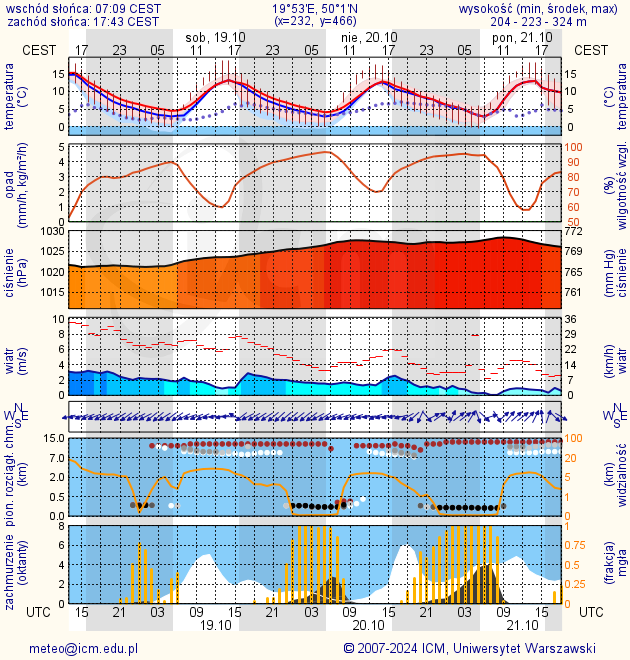 wschód słońca: 07:09 CEST 19°53'E, 50°1'N wysokość (min, środek, max)
zachód słońca: 17:43 CEST (x=232, y=466) 204 - 223 - 324 m
sob, 19.10 nie, 20.10 pon, 21.10
CEST 17 23 05 11 17 23 05 11 17 23 05 11 17 CEST
temperatura (°C) 15 10 5 0 15 10 5 0 temperatura (°C)
opad (mm/h, kg/m²/h) 5 4 3 2 1 0 100 90 80 70 60 50 (%) wilgotność wzgl.
ciśnienie (hPa) 1030 1025 1020 1015 772 769 765 761 (mm Hg) ciśnienie
wiatr (m/s) 10 8 6 4 2 0 36 29 22 14 7 0 (km/h) wiatr
N W E S N W E S
pion. rozciągł. chm. (km) 15.0 7.0 2.0 0.5 0.0 100 20 5 1 0 (km) widzialność
zachmurzenie (oktanty) 8 6 4 2 0 1 0.75 0.5 0.25 0 (frakcja) mgła
UTC 15 21 03 09 15 21 03 09 15 21 03 09 15 UTC
19.10 20.10 21.10
meteo@icm.edu.pl © 2007-2024 ICM, Uniwersytet Warszawski